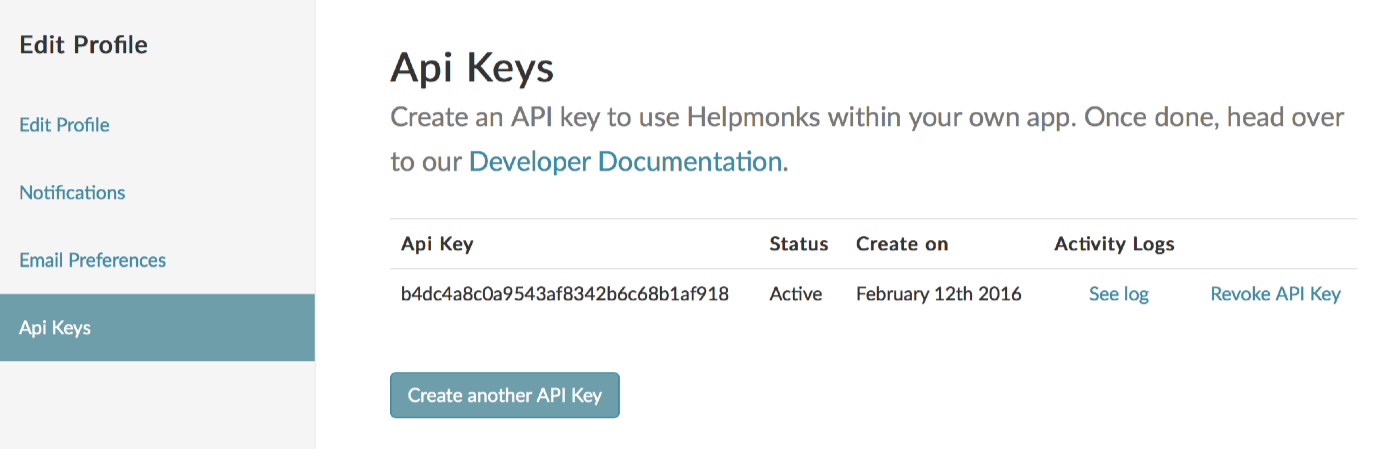 Edit Profile
Edit Profile
Notifications
Email Preferences
Api Keys
Api Keys
Create an API key to use Helpmonks within your own app. Once done, head over
to our Developer Documentation.
Api Key Status Create on Activity Logs
b4dc4a8c0a9543af8342b6c68b1af918 Active February 12th 2016 See log Revoke API Key
Create another API Key